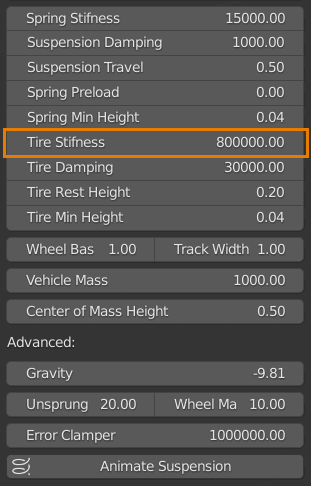 Spring Stifness 15000.00
Suspension Damping 1000.00
Suspension Travel 0.50
Spring Preload 0.00
Spring Min Height 0.04
Tire Stifness 800000.00
Tire Damping 30000.00
Tire Rest Height 0.20
Tire Min Height 0.04
Wheel Bas 1.00 Track Width 1.00
Vehicle Mass 1000.00
Center of Mass Height 0.50
Advanced:
Gravity -9.81
Unsprung 20.00 Wheel Ma 10.00
Error Clamper 1000000.00
Animate Suspension